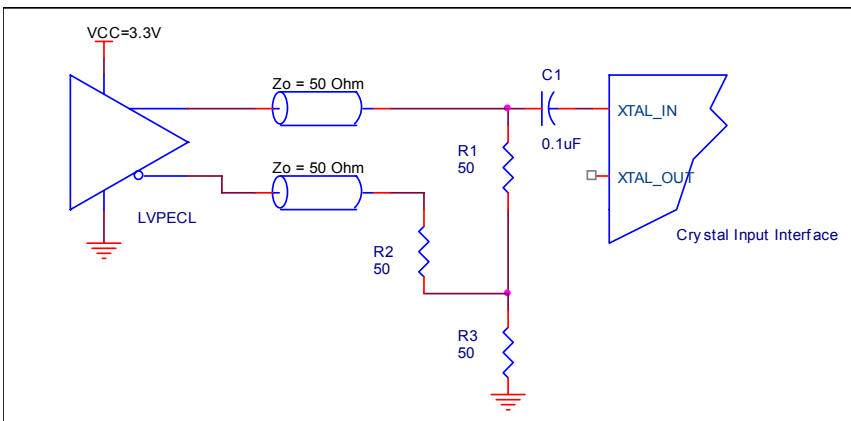 VCC=3.3V
Zo = 50 Ohm
C1
0.1uF
XTAL_IN
R1
50
Zo = 50 Ohm
XTAL_OUT
LVPECL
Crystal Input Interface
R2
50
R3
50